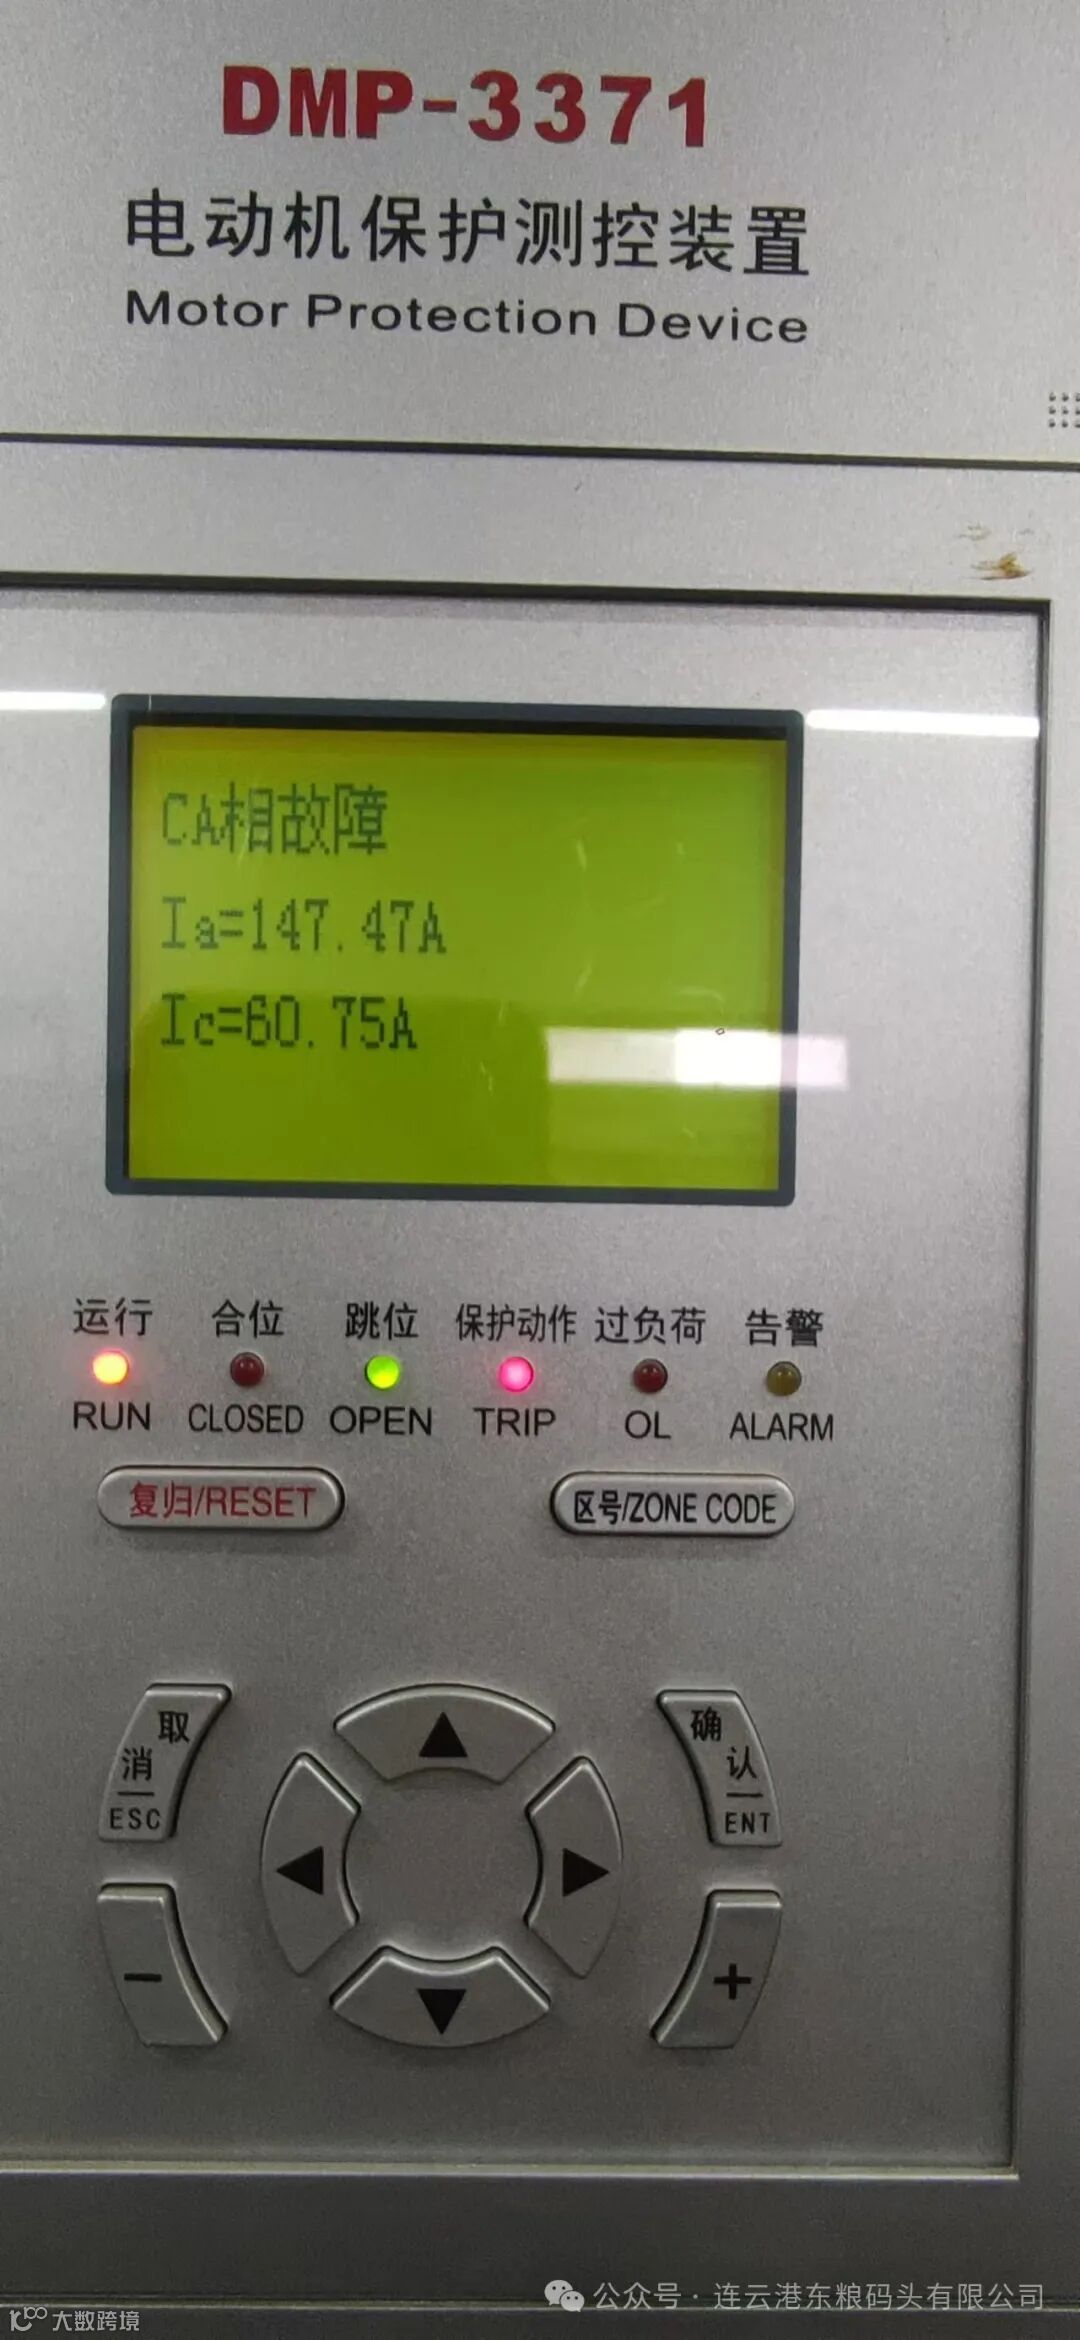 DMP-3371
电动机保护测控装置
Motor Protection Device
CA相故障
Ia=147.47A
Ic=60.75A
运行 合位 跳位 保护动作 过负荷 告警
RUN CLOSED OPEN TRIP OL ALARM
复归/RESET 区号/ZONE CODE
取消 ESC
确认 ENT
- +
公众号·连云港东粮码头有限公司
大数跨境